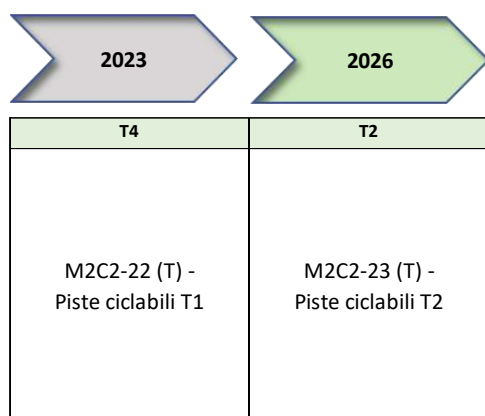 2023
2026
T4
T2
M2C2-22 (T) -
Piste ciclabili T1
M2C2-23 (T) -
Piste ciclabili T2